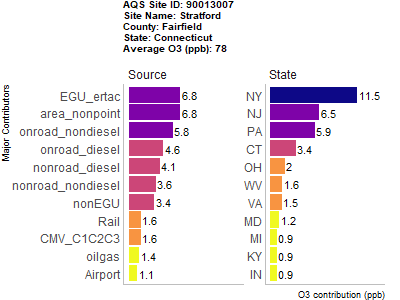 AQS Site ID: 90013007
Site Name: Stratford
County: Fairfield
State: Connecticut
Average O3 (ppb): 78
Major Contributors
Source
EGU_ertac 6.8
area_nonpoint 6.8
onroad_nondiesel 5.8
onroad_diesel 4.6
nonroad_diesel 4.1
nonroad_nondiesel 3.6
nonEGU 3.4
Rail 1.6
CMV_C1C2C3 1.6
oilgas 1.4
Airport 1.1
State
NY 11.5
NJ 6.5
PA 5.9
CT 3.4
OH 2
WV 1.6
VA 1.5
MD 1.2
MI 0.9
KY 0.9
IN 0.9
O3 contribution (ppb)